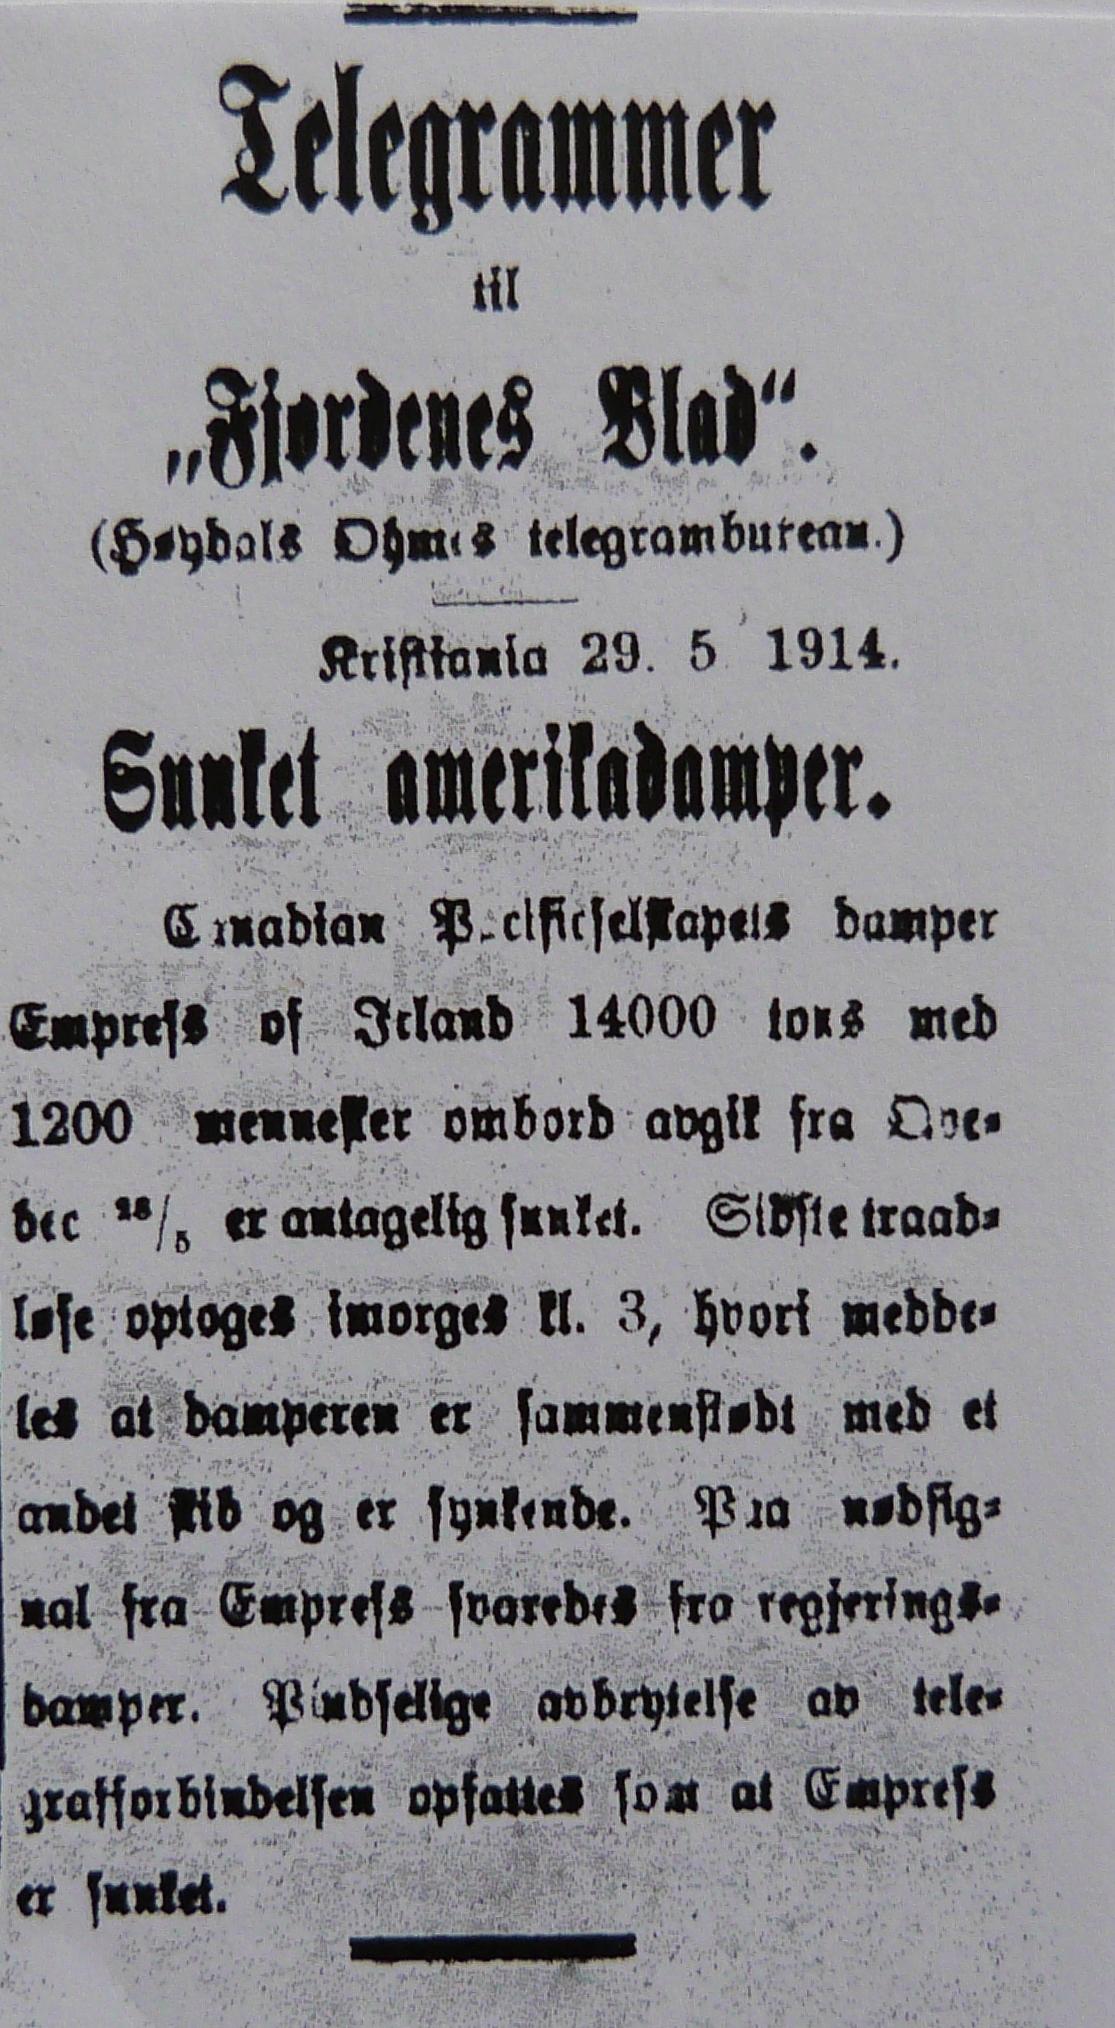 Telegrammer
til
„Fjordenes Blad“.
(Høydals Ohmes telegrambureau.)
Kristiania 29. 5 1914.
Sunket amerikadamper.
Canadian Pacificselskapets damper
Empress of Ireland 14000 tons med
1200 mennesker ombord avgik fra Qve-
bec 28/5 er antagelig sunket. Sidste traad-
løse optoges imorges kl. 3, hvori medde-
les at damperen er sammenstødt med et
andet skib og er synkende. Paa nødsig-
nal fra Empress svaredes fra regjerings-
damper. Pludselige avbrytelse av tele-
grafforbindelsen opfattes som at Empress
er sunket.